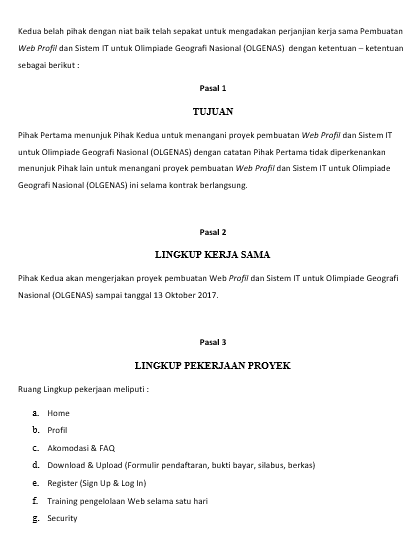 Kedua belah pihak dengan niat baik telah sepakat untuk mengadakan perjanjian kerja sama Pembuatan
Web Profil dan Sistem IT untuk Olimpiade Geografi Nasional (OLGENAS) dengan ketentuan – ketentuan
sebagai berikut :
Pasal 1
TUJUAN
Pihak Pertama menunjuk Pihak Kedua untuk menangani proyek pembuatan Web Profil dan Sistem IT
untuk Olimpiade Geografi Nasional (OLGENAS) dengan catatan Pihak Pertama tidak diperkenankan
menunjuk Pihak lain untuk menangani proyek pembuatan Web Profil dan Sistem IT untuk Olimpiade
Geografi Nasional (OLGENAS) ini selama kontrak berlangsung.
Pasal 2
LINGKUP KERJA SAMA
Pihak Kedua akan mengerjakan proyek pembuatan Web Profil dan Sistem IT untuk Olimpiade Geografi
Nasional (OLGENAS) sampai tanggal 13 Oktober 2017.
Pasal 3
LINGKUP PEKERJAAN PROYEK
Ruang Lingkup pekerjaan meliputi :
a. Home
b. Profil
c. Akomodasi & FAQ
d. Download & Upload (Formulir pendaftaran, bukti bayar, silabus, berkas)
e. Register (Sign Up & Log In)
f. Training pengelolaan Web selama satu hari
g. Security